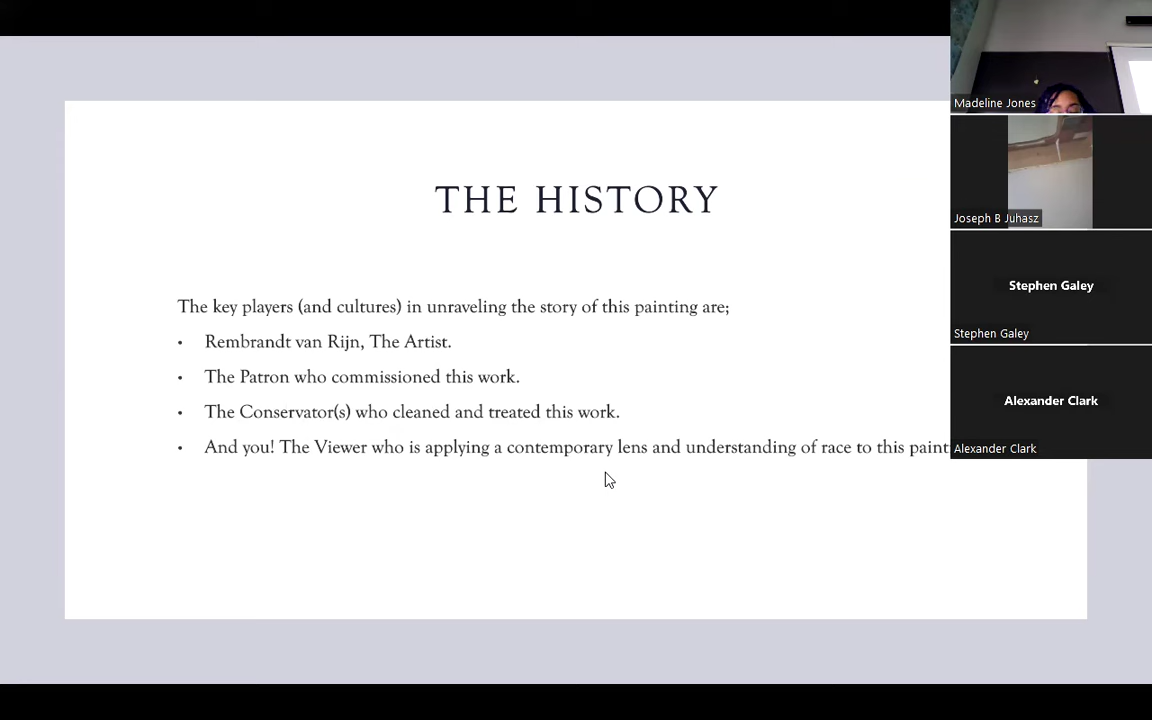 THE HISTORY
The key players (and cultures) in unraveling the story of this painting are;
• Rembrandt van Rijn, The Artist.
• The Patron who commissioned this work.
• The Conservator(s) who cleaned and treated this work.
• And you! The Viewer who is applying a contemporary lens and understanding of race to this paint
Madeline Jones
Joseph B Juhasz
Stephen Galey
Stephen Galey
Alexander Clark
Alexander Clark